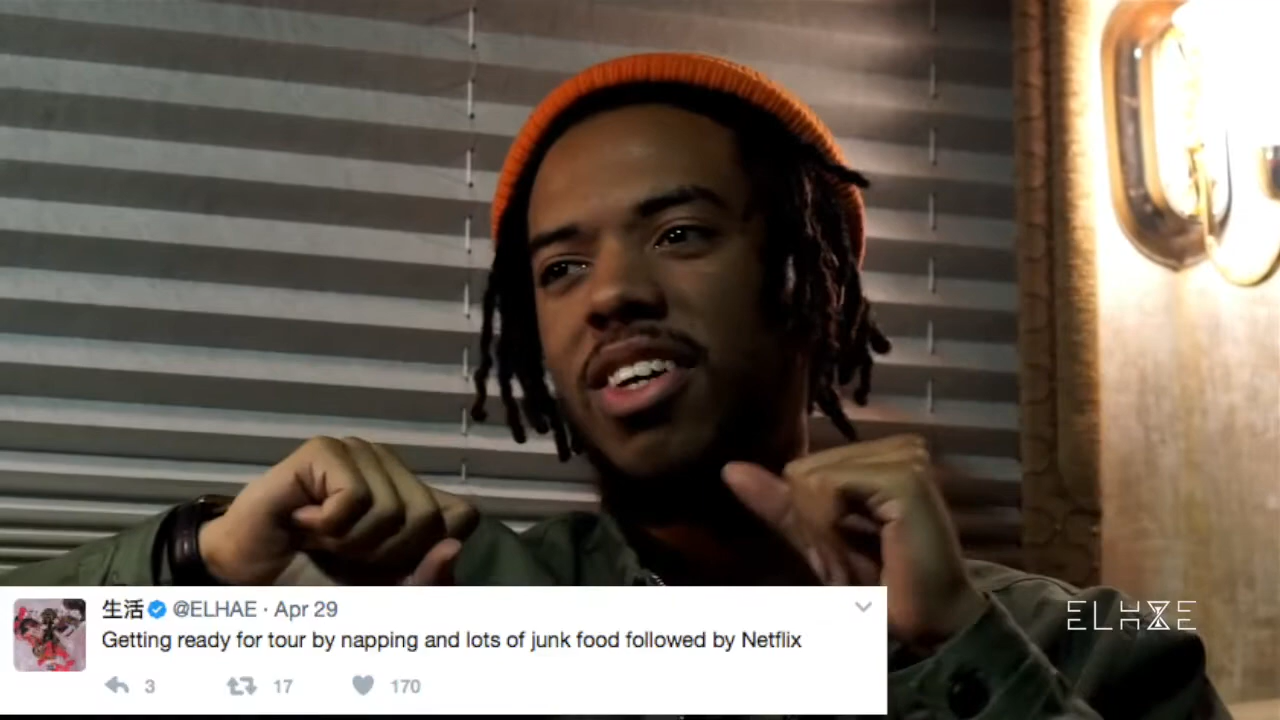 生活 @ELHAE · Apr 29
Getting ready for tour by napping and lots of junk food followed by Netflix
3 17 170
ELHAE